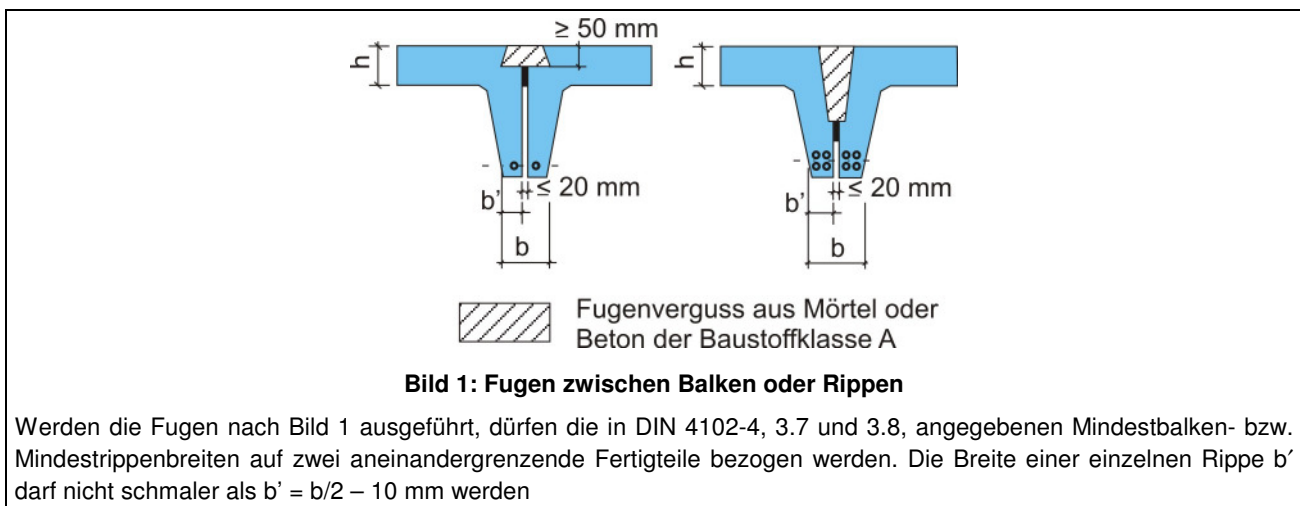 ≥ 50 mm
h
h
≤ 20 mm
b'
b
≤ 20 mm
b'
b
Fugenverguss aus Mörtel oder
Beton der Baustoffklasse A
Bild 1: Fugen zwischen Balken oder Rippen
Werden die Fugen nach Bild 1 ausgeführt, dürfen die in DIN 4102-4, 3.7 und 3.8, angegebenen Mindestbalken- bzw.
Mindestrippenbreiten auf zwei aneinandergrenzende Fertigteile bezogen werden. Die Breite einer einzelnen Rippe b′
darf nicht schmaler als b' = b/2 – 10 mm werden